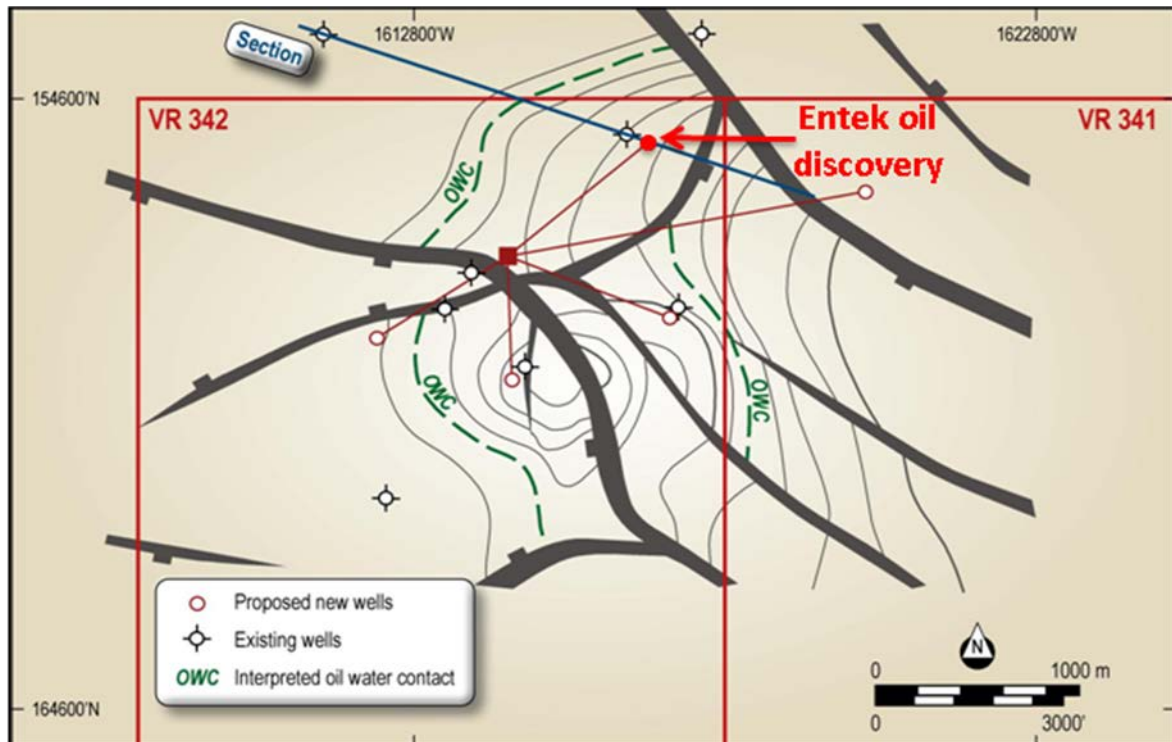 1612800'W
1622800'W
Section
154600'N
VR 342
Entek oil
discovery
VR 341
OWC
OWC
OWC
Proposed new wells
Existing wells
OWC Interpreted oil water contact
N
0 1000 m
0 3000'
164600'N